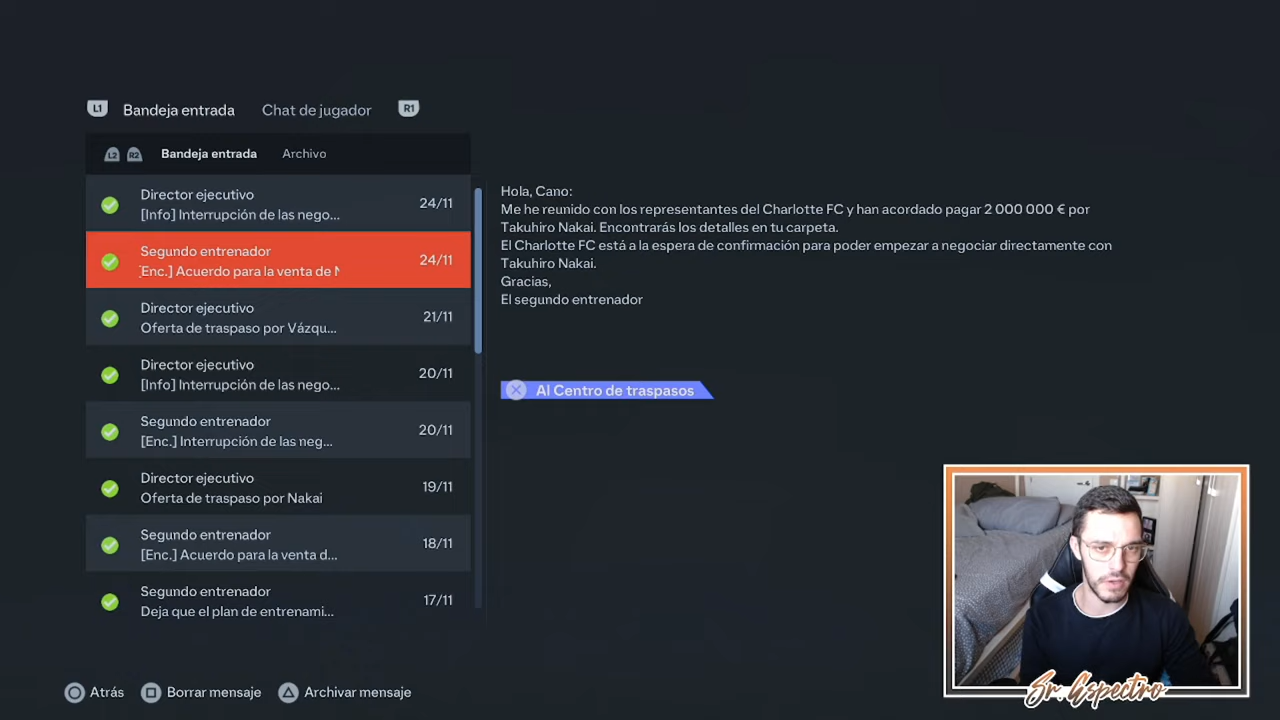 L1 Bandeja entrada Chat de jugador R1
L2 R2 Bandeja entrada Archivo
Director ejecutivo
[Info] Interrupción de las nego...
24/11
Segundo entrenador
[Enc.] Acuerdo para la venta de N
24/11
Director ejecutivo
Oferta de traspaso por Vázqu...
21/11
Director ejecutivo
[Info] Interrupción de las nego...
20/11
Segundo entrenador
[Enc.] Interrupción de las neg...
20/11
Director ejecutivo
Oferta de traspaso por Nakai
19/11
Segundo entrenador
[Enc.] Acuerdo para la venta d...
18/11
Segundo entrenador
Deja que el plan de entrenami...
17/11
Hola, Cano:
Me he reunido con los representantes del Charlotte FC y han acordado pagar 2 000 000 € por
Takuhiro Nakai. Encontrarás los detalles en tu carpeta.
El Charlotte FC está a la espera de confirmación para poder empezar a negociar directamente con
Takuhiro Nakai.
Gracias,
El segundo entrenador
Al Centro de traspasos
Atrás Borrar mensaje Archivar mensaje
Sr. Aspectro